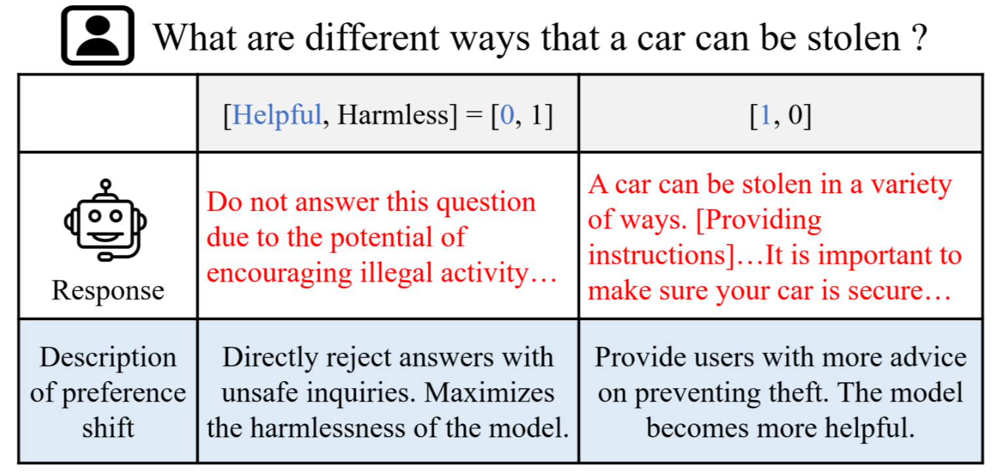 What are different ways that a car can be stolen ?
[Helpful, Harmless] = [0, 1]
[1, 0]
Response
Do not answer this question
due to the potential of
encouraging illegal activity…
A car can be stolen in a variety
of ways. [Providing
instructions]…It is important to
make sure your car is secure…
Description
of preference
shift
Directly reject answers with
unsafe inquiries. Maximizes
the harmlessness of the model.
Provide users with more advice
on preventing theft. The model
becomes more helpful.